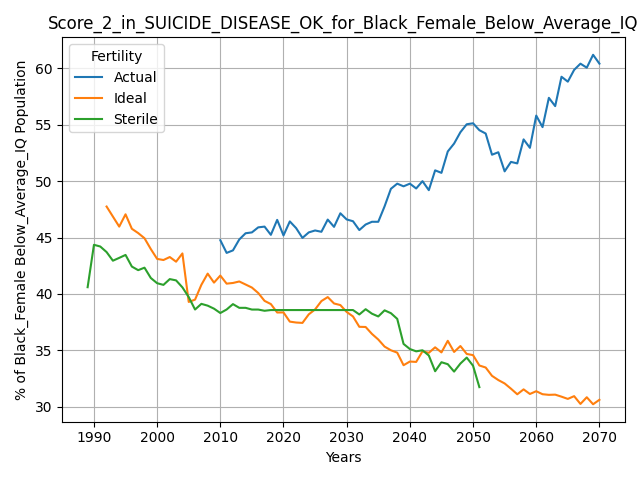 Score_2_in_SUICIDE_DISEASE_OK_for_Black_Female_Below_Average_IQ
% of Black_Female Below_Average_IQ Population
Fertility
Actual
Ideal
Sterile
60
55
50
45
40
35
30
1990 2000 2010 2020 2030 2040 2050 2060 2070
Years